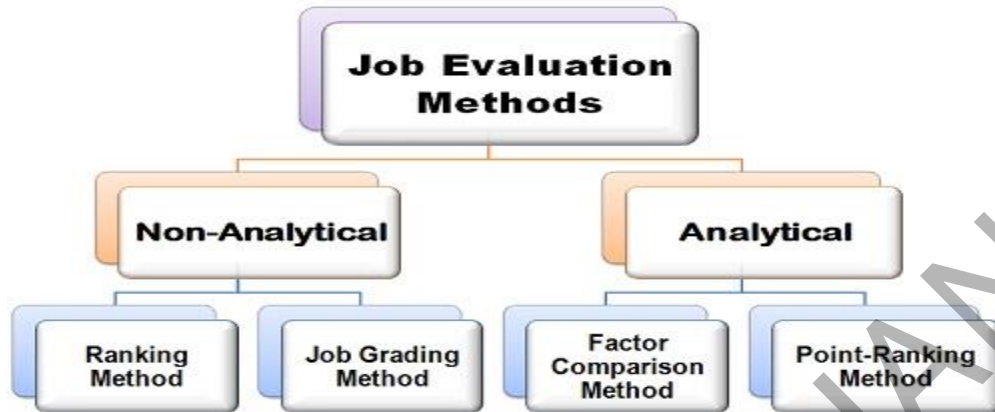 Job Evaluation
Methods
Non-Analytical
Analytical
Ranking
Method
Job Grading
Method
Factor
Comparison
Method
Point-Ranking
Method